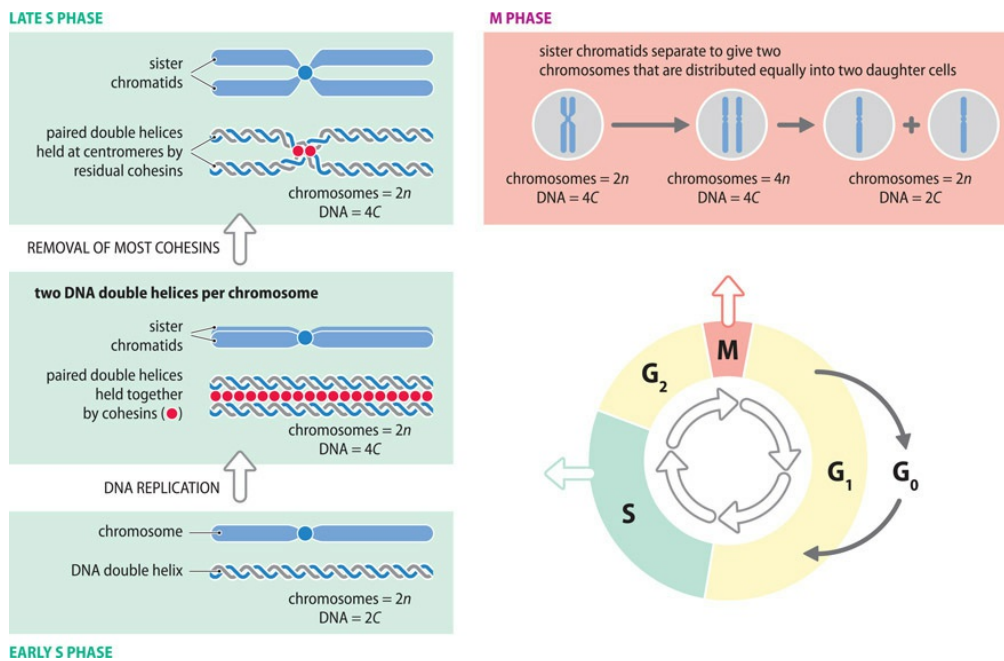 LATE S PHASE
sister
chromatids
paired double helices
held at centromeres by
residual cohesins
chromosomes = 2n
DNA = 4C
REMOVAL OF MOST COHESINS
two DNA double helices per chromosome
sister
chromatids
paired double helices
held together
by cohesins (●)
chromosomes = 2n
DNA = 4C
DNA REPLICATION
chromosome
DNA double helix
chromosomes = 2n
DNA = 2C
EARLY S PHASE
M PHASE
sister chromatids separate to give two
chromosomes that are distributed equally into two daughter cells
+
chromosomes = 2n
DNA = 4C
chromosomes = 4n
DNA = 4C
chromosomes = 2n
DNA = 2C
M
G₂
G₁
G₀
S